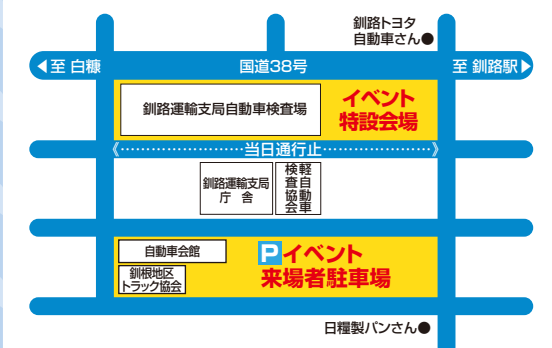 釧路トヨタ
自動車さん●
◀至 白糠
国道38号
至 釧路駅▶
釧路運輸支局自動車検査場
イベント
特設会場
《…………………当日通行止…………………》
釧路運輸支局
庁 舎
軽自動車
検査協会
自動車会館
釧根地区
トラック協会
Pイベント
来場者駐車場
日糧製パンさん●